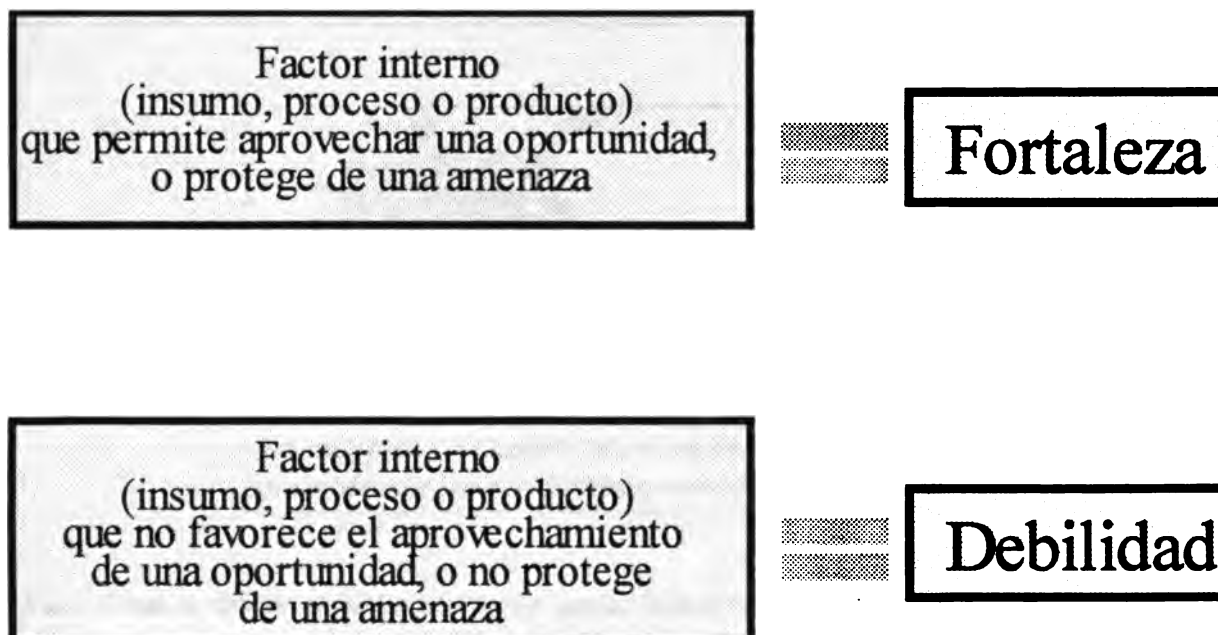 Factor interno
(insumo, proceso o producto)
que permite aprovechar una oportunidad,
o protege de una amenaza
Fortaleza
Factor interno
(insumo, proceso o producto)
que no favorece el aprovechamiento
de una oportunidad, o no protege
de una amenaza
Debilidad